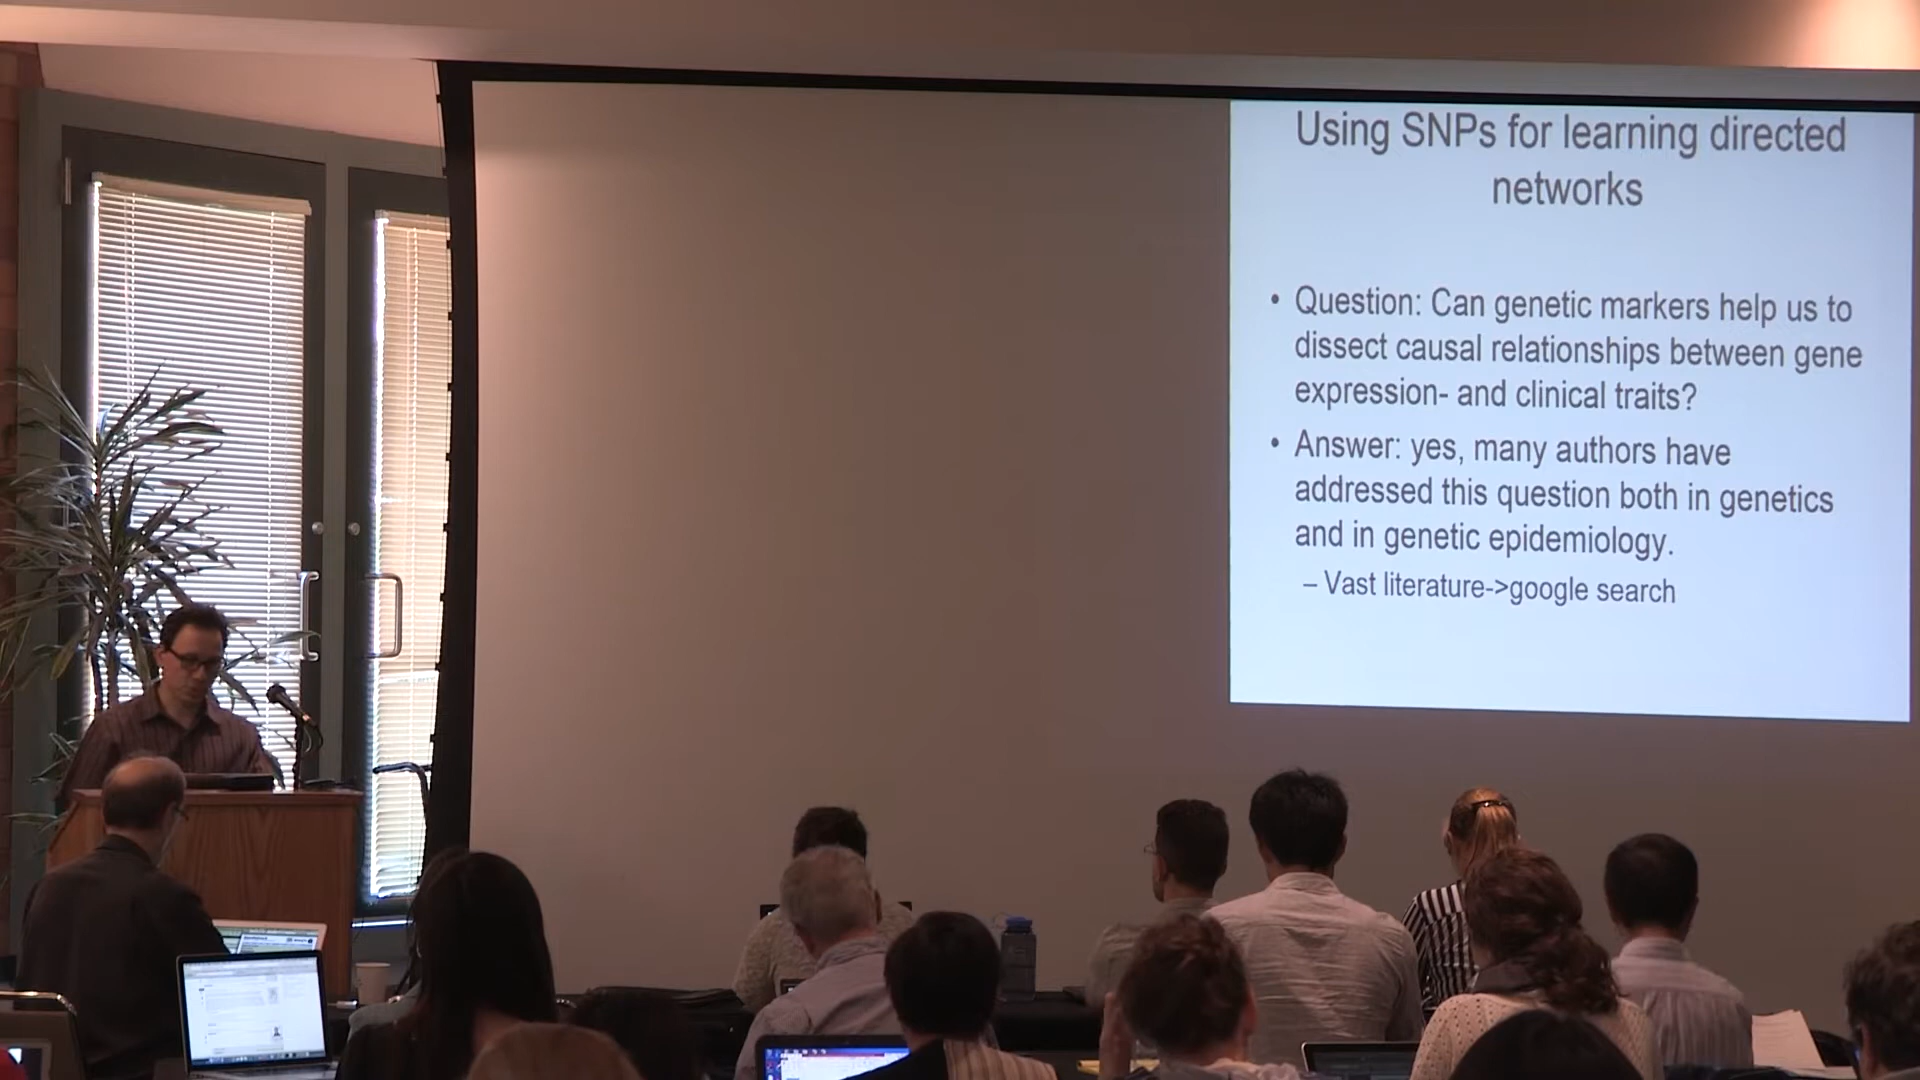 Using SNPs for learning directed
networks
• Question: Can genetic markers help us to
dissect causal relationships between gene
expression- and clinical traits?
• Answer: yes, many authors have
addressed this question both in genetics
and in genetic epidemiology.
– Vast literature->google search